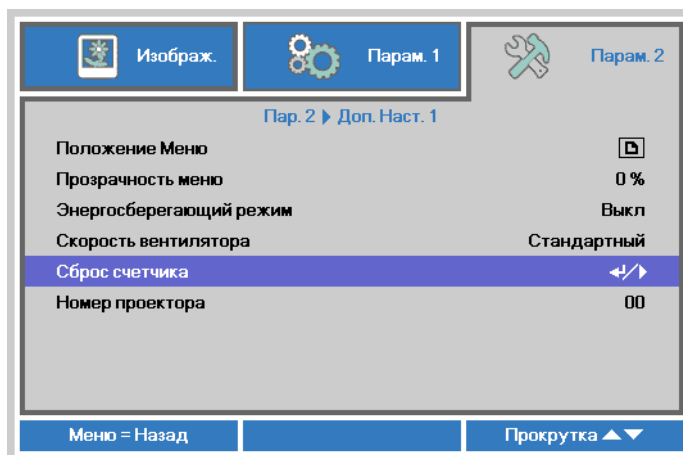 Изображ. Парам. 1 Парам. 2
Пар. 2 Доп. Наст. 1
Положение Меню
Прозрачность меню 0 %
Энергосберегающий режим Выкл
Скорость вентилятора Стандартный
Сброс счетчика
Номер проектора 00
Меню = Назад Прокрутка